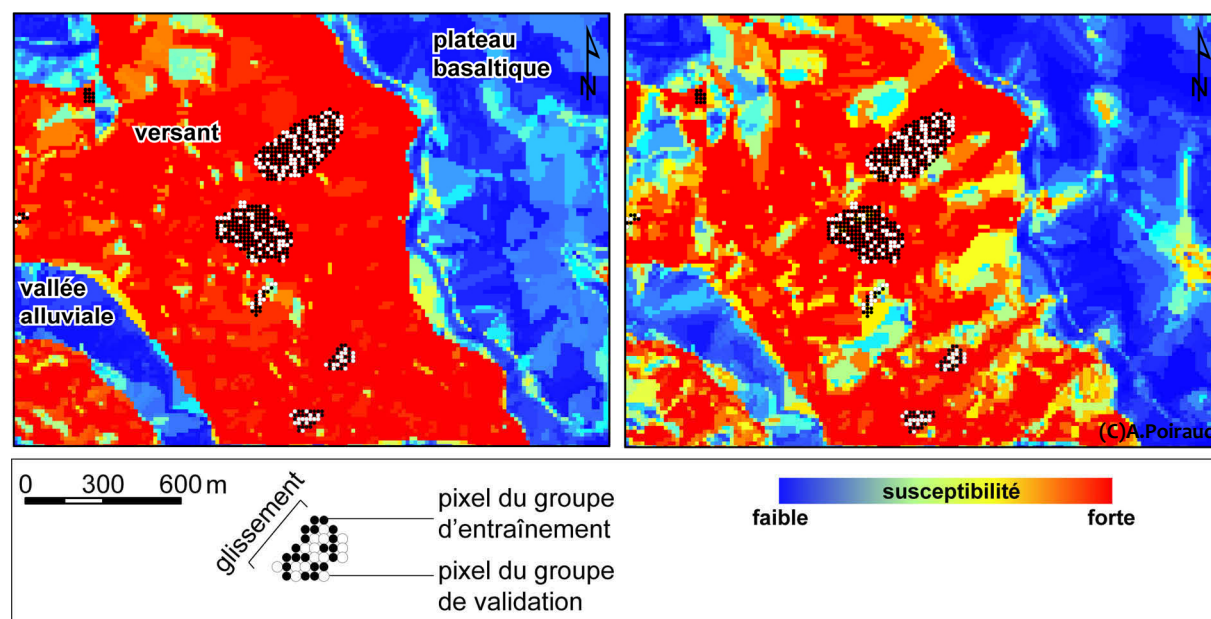 plateau
basaltique
versant
vallée
alluviale
N
N
(C)A.Poiraud
0 300 600 m
glissement
pixel du groupe
d'entraînement
pixel du groupe
de validation
susceptibilité
faible forte